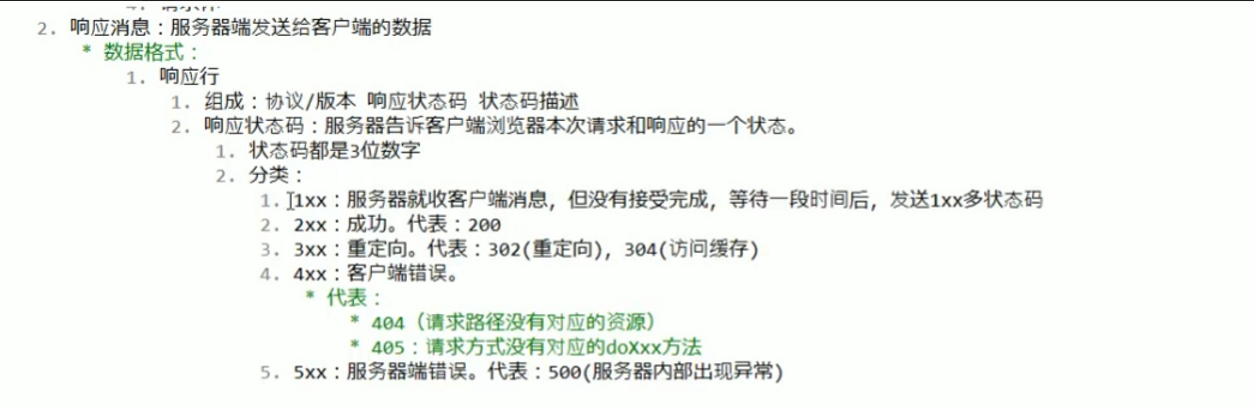 2. 响应消息：服务器端发送给客户端的数据
* 数据格式：
1. 响应行
1. 组成：协议/版本 响应状态码 状态码描述
2. 响应状态码：服务器告诉客户端浏览器本次请求和响应的一个状态。
1. 状态码都是3位数字
2. 分类：
1. 1xx：服务器就收客户端消息，但没有接受完成，等待一段时间后，发送1xx多状态码
2. 2xx：成功。代表：200
3. 3xx：重定向。代表：302(重定向)，304(访问缓存)
4. 4xx：客户端错误。
* 代表：
* 404（请求路径没有对应的资源）
* 405：请求方式没有对应的doXxx方法
5. 5xx：服务器端错误。代表：500(服务器内部出现异常)